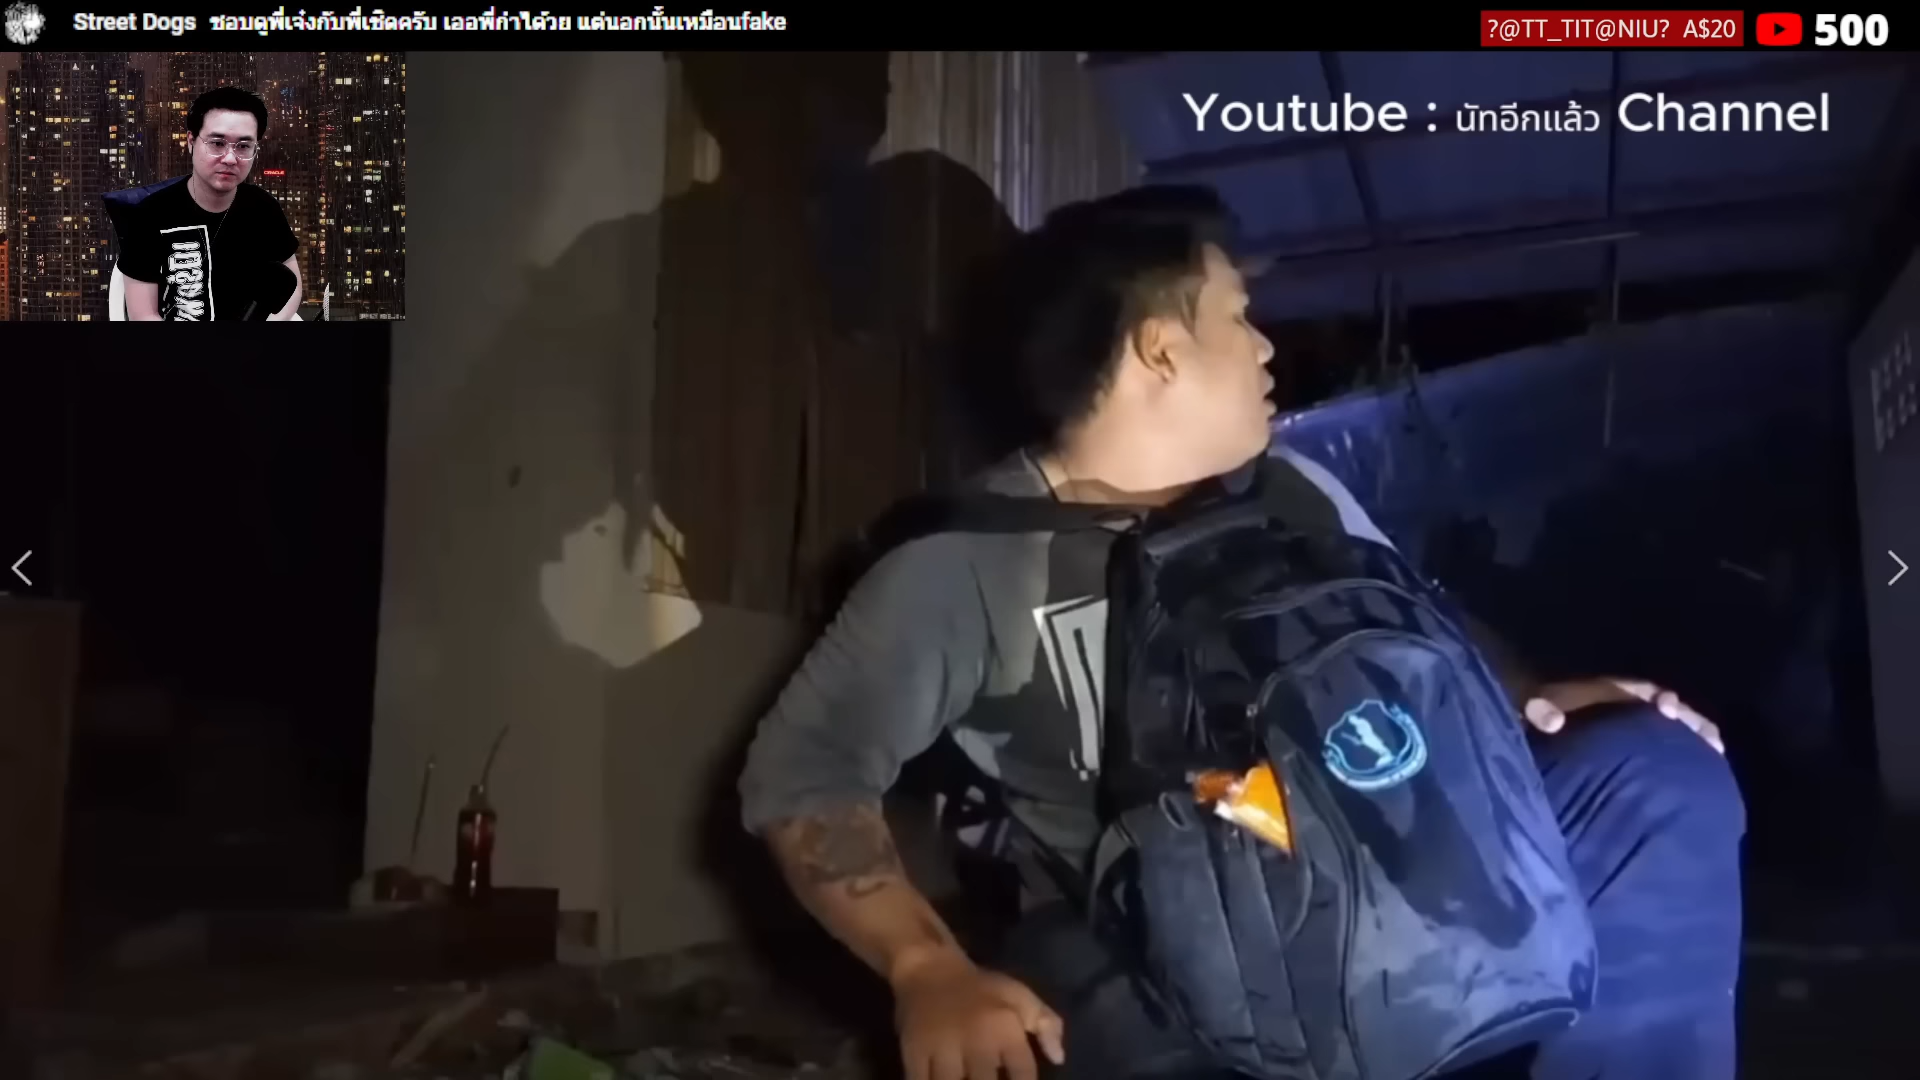 Street Dogs ชอบดูพี่เจ๋งกับพี่เชิดครับ เออพี่ก่าได้วย แต่นอกนั้นเหมือนfake
?@TT_TIT@NIU? A$20
500
Youtube : นัทอีกแล้ว Channel
ORACLE